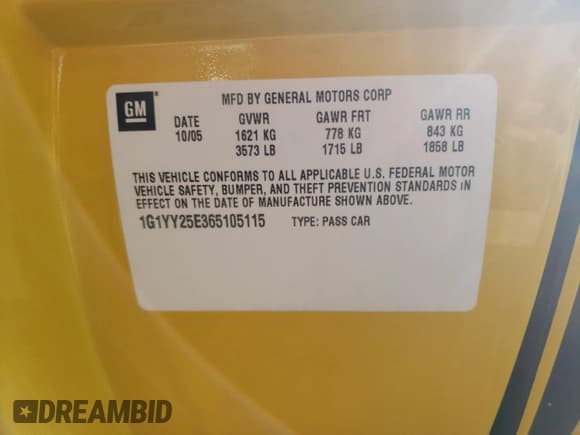 GM
MFD BY GENERAL MOTORS CORP
DATE GVWR GAWR FRT GAWR RR
10/05 1621 KG 778 KG 843 KG
3573 LB 1715 LB 1858 LB
THIS VEHICLE CONFORMS TO ALL APPLICABLE U.S. FEDERAL MOTOR
VEHICLE SAFETY, BUMPER, AND THEFT PREVENTION STANDARDS IN
EFFECT ON THE DATE OF MANUFACTURE SHOWN ABOVE.
1G1YY25E365105115 TYPE: PASS CAR
DREAMBID